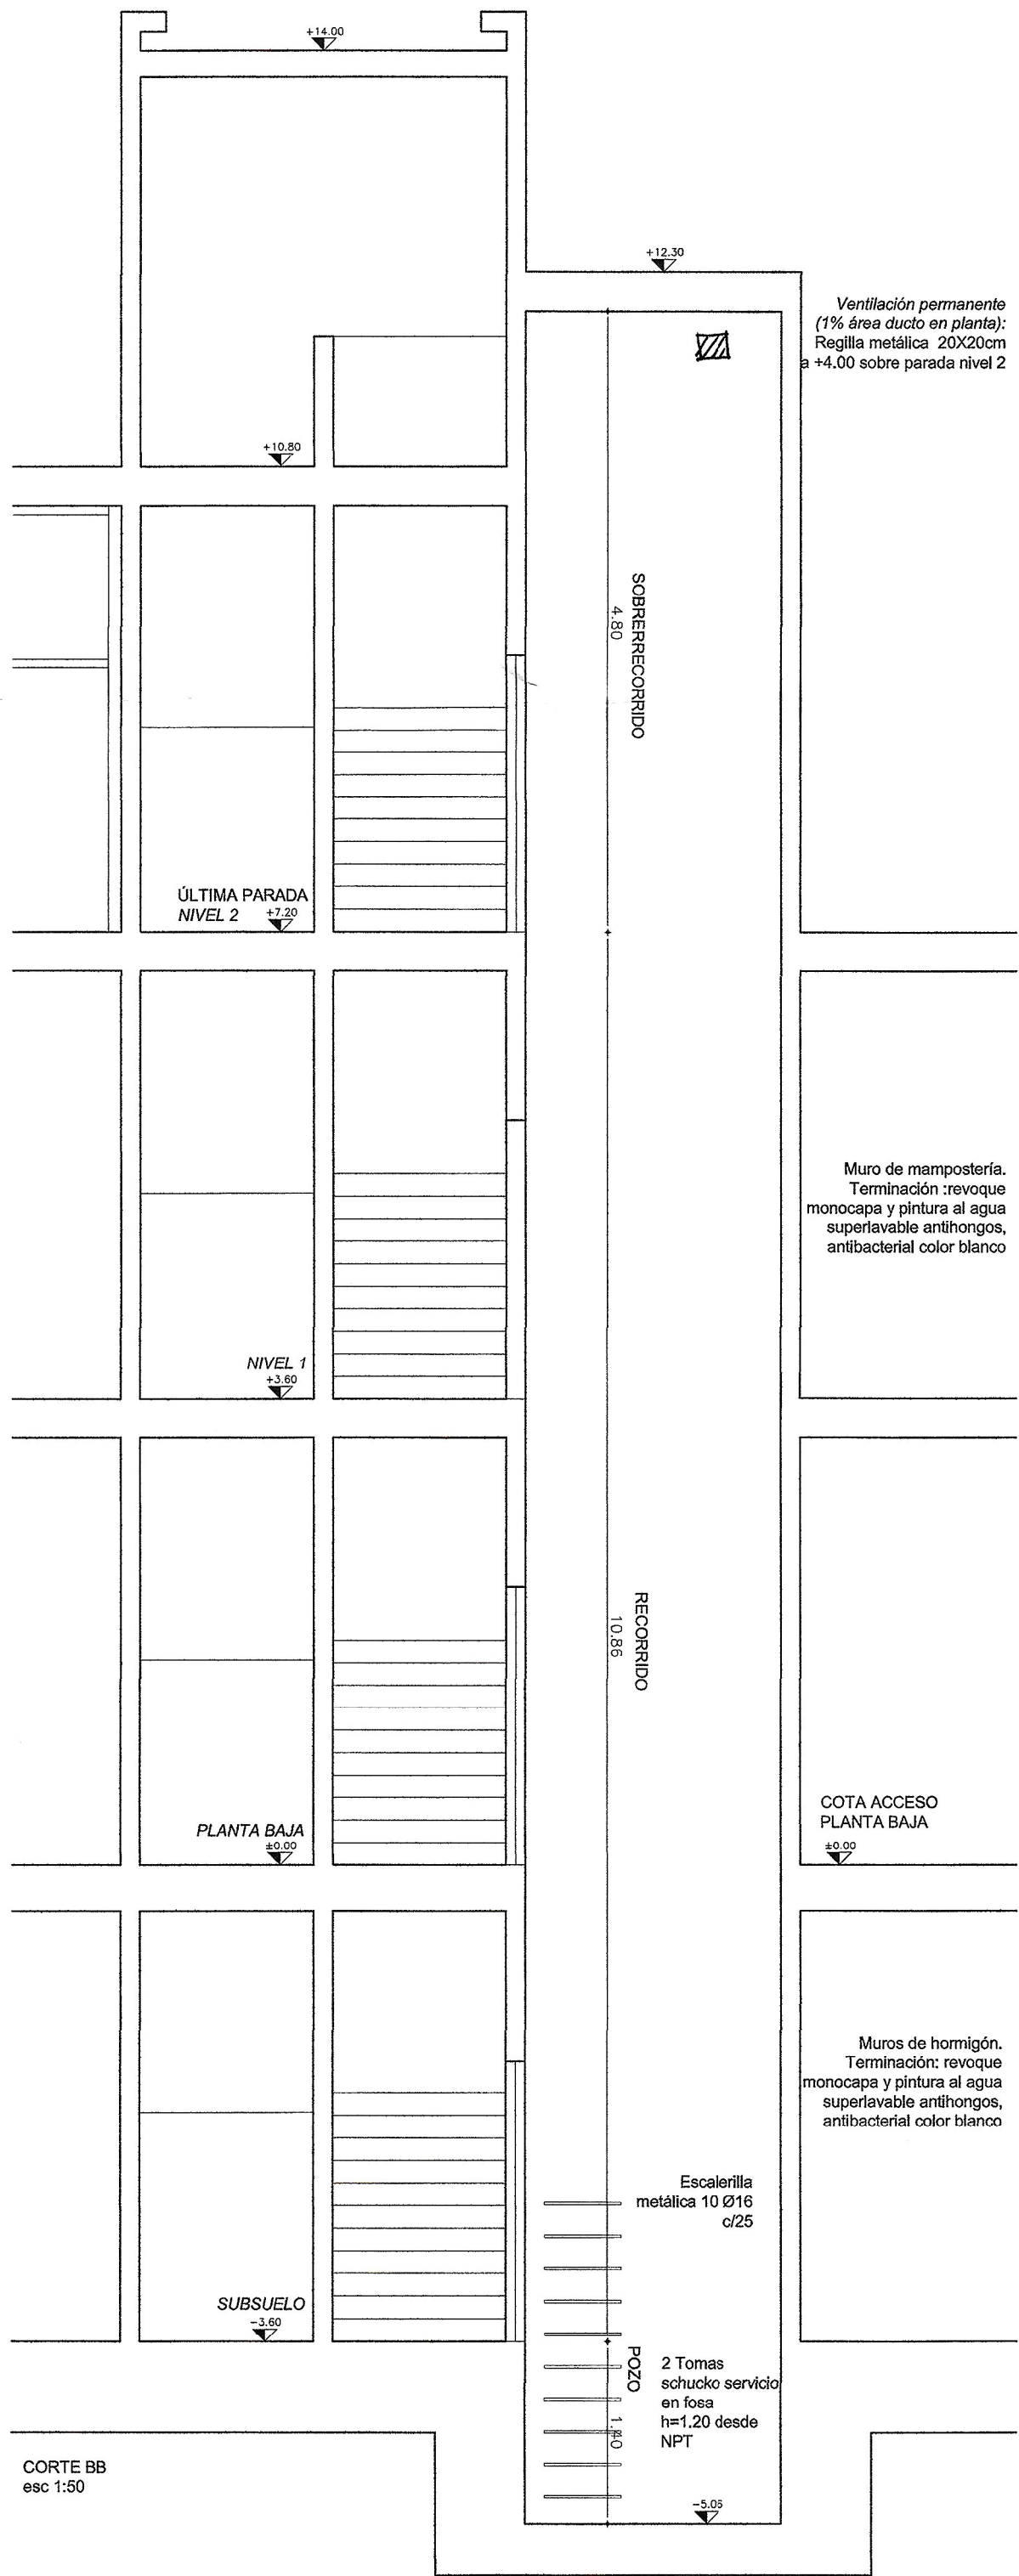 +14.00
+12.30
Ventilación permanente
(1% área ducto en planta):
Regilla metálica 20X20cm
a +4.00 sobre parada nivel 2
+10.80
SOBRERRECORRIDO
4.80
ÚLTIMA PARADA
NIVEL 2 +7.20
Muro de mampostería.
Terminación :revoque
monocapa y pintura al agua
superlavable antihongos,
antibacterial color blanco
NIVEL 1
+3.60
RECORRIDO
10.86
COTA ACCESO
PLANTA BAJA
±0.00
PLANTA BAJA
±0.00
Muros de hormigón.
Terminación: revoque
monocapa y pintura al agua
superlavable antihongos,
antibacterial color blanco
Escalerilla
metálica 10 Ø16
c/25
SUBSUELO
-3.60
POZO
1.40
2 Tomas
schucko servicio
en fosa
h=1.20 desde
NPT
-5.06
CORTE BB
esc 1:50